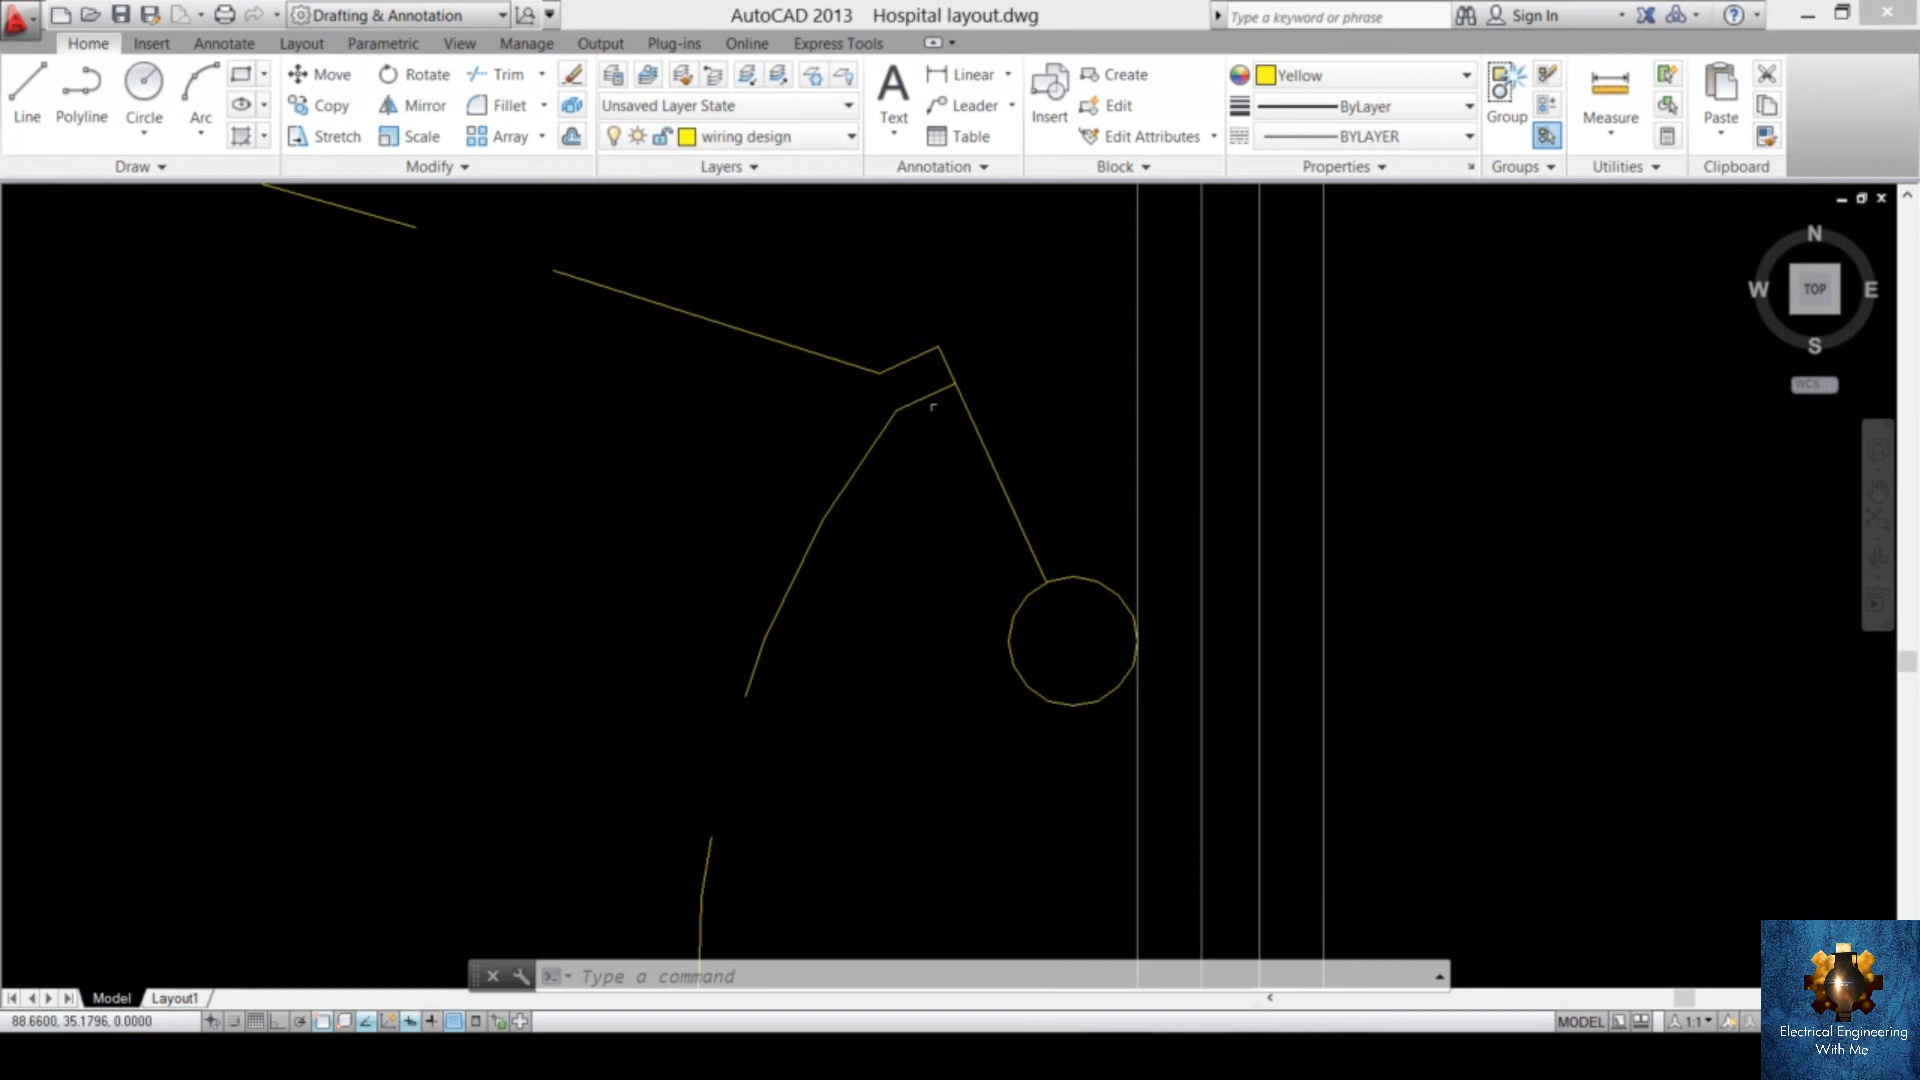 Drafting & Annotation
AutoCAD 2013 Hospital layout.dwg
Type a keyword or phrase
Sign In
Home Insert Annotate Layout Parametric View Manage Output Plug-ins Online Express Tools
Line Polyline Circle Arc
Move Rotate Trim
Copy Mirror Fillet
Stretch Scale Array
Unsaved Layer State
wiring design
A
Text
Linear
Leader
Table
Insert
Create
Edit
Edit Attributes
Yellow
ByLayer
BYLAYER
Group
Measure
Paste
Draw Modify Layers Annotation Block Properties Groups Utilities Clipboard
N
W TOP E
S
WCS
Type a command
Model Layout1
88.6600, 35.1796, 0.0000
MODEL 1:1
Electrical Engineering
With Me